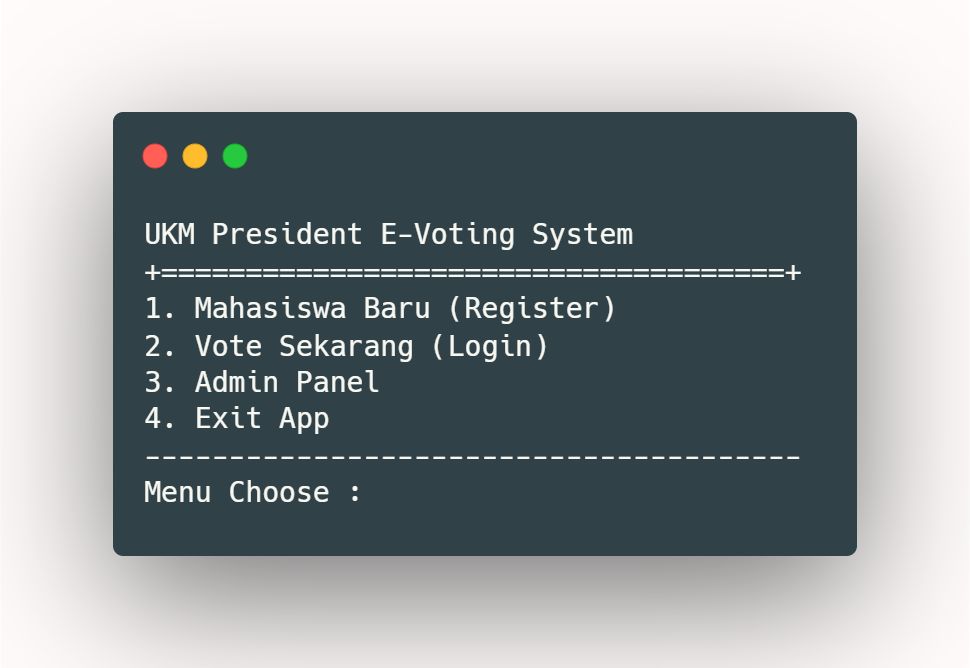 UKM President E-Voting System
+=====================================+
1. Mahasiswa Baru (Register)
2. Vote Sekarang (Login)
3. Admin Panel
4. Exit App
---------------------------------------
Menu Choose :